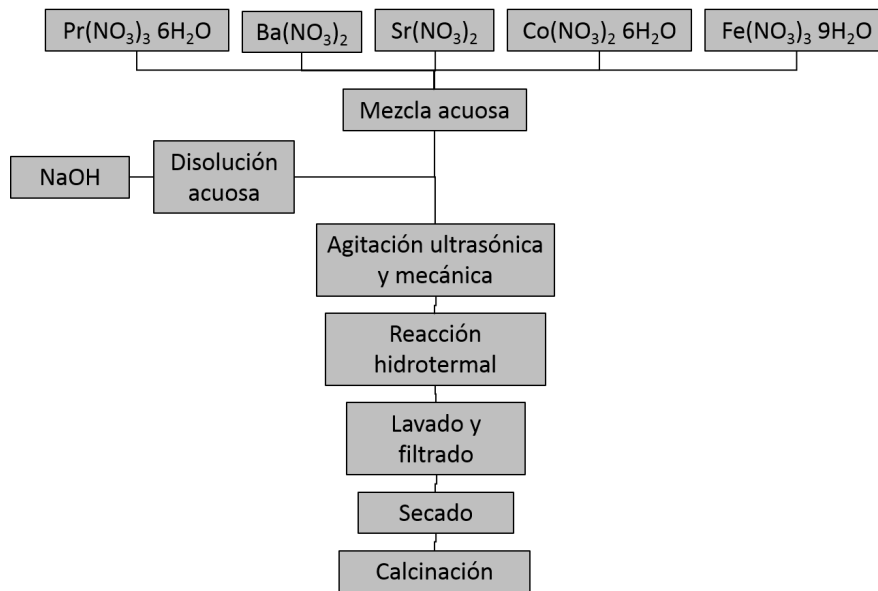 Pr(NO₃)₃ 6H₂O
Ba(NO₃)₂
Sr(NO₃)₂
Co(NO₃)₂ 6H₂O
Fe(NO₃)₃ 9H₂O
Mezcla acuosa
NaOH
Disolución
acuosa
Agitación ultrasónica
y mecánica
Reacción
hidrotermal
Lavado y
filtrado
Secado
Calcinación